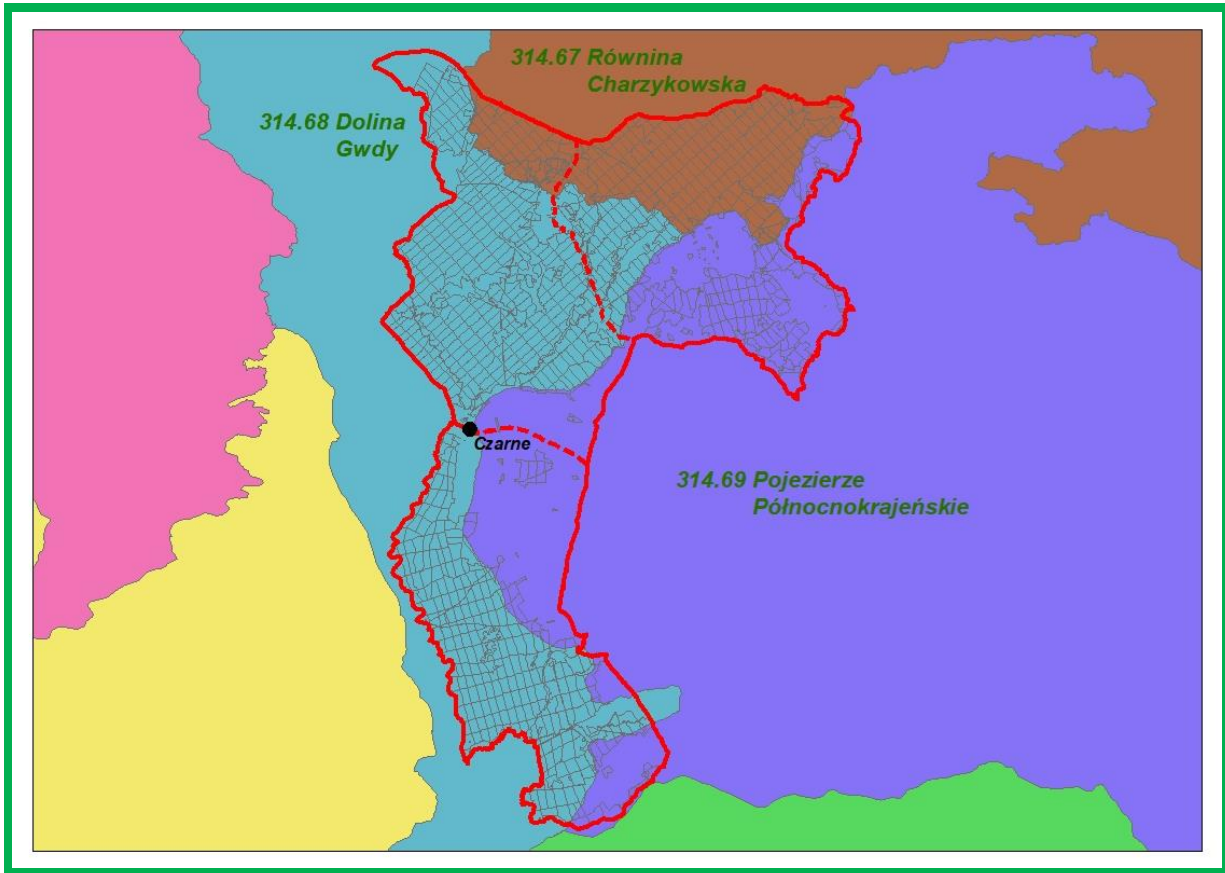 314.67 Równina
Charzykowska
314.68 Dolina
Gwdy
Czarne
314.69 Pojezierze
Północnokrajeńskie